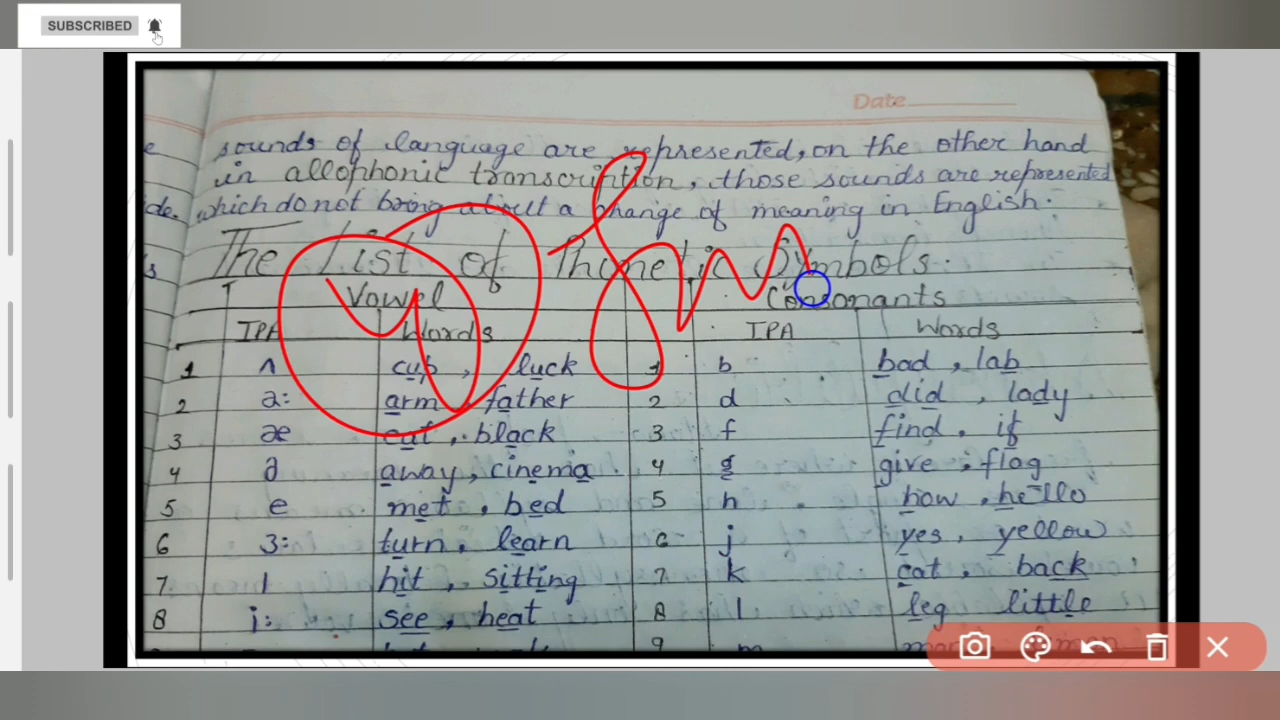 SUBSCRIBED
Date
e sounds of language are represented, on the other hand
in allophonic transcription, those sounds are represented
de. which do not bring about a change of meaning in English.
s The List of Phonetic Symbols.
Vowel Consonants
IPA Words IPA Words
1 ʌ cup, luck 1 b bad, lab
2 a: arm, father 2 d did, lady
3 æ cat, black 3 f find, if
4 ə away, cinema 4 g give, flag
5 e met, bed 5 h how, hello
6 3: turn, learn 6 j yes, yellow
7. I hit, sitting 7. k cat, back
8 i: see, heat 8 l leg little
9 m